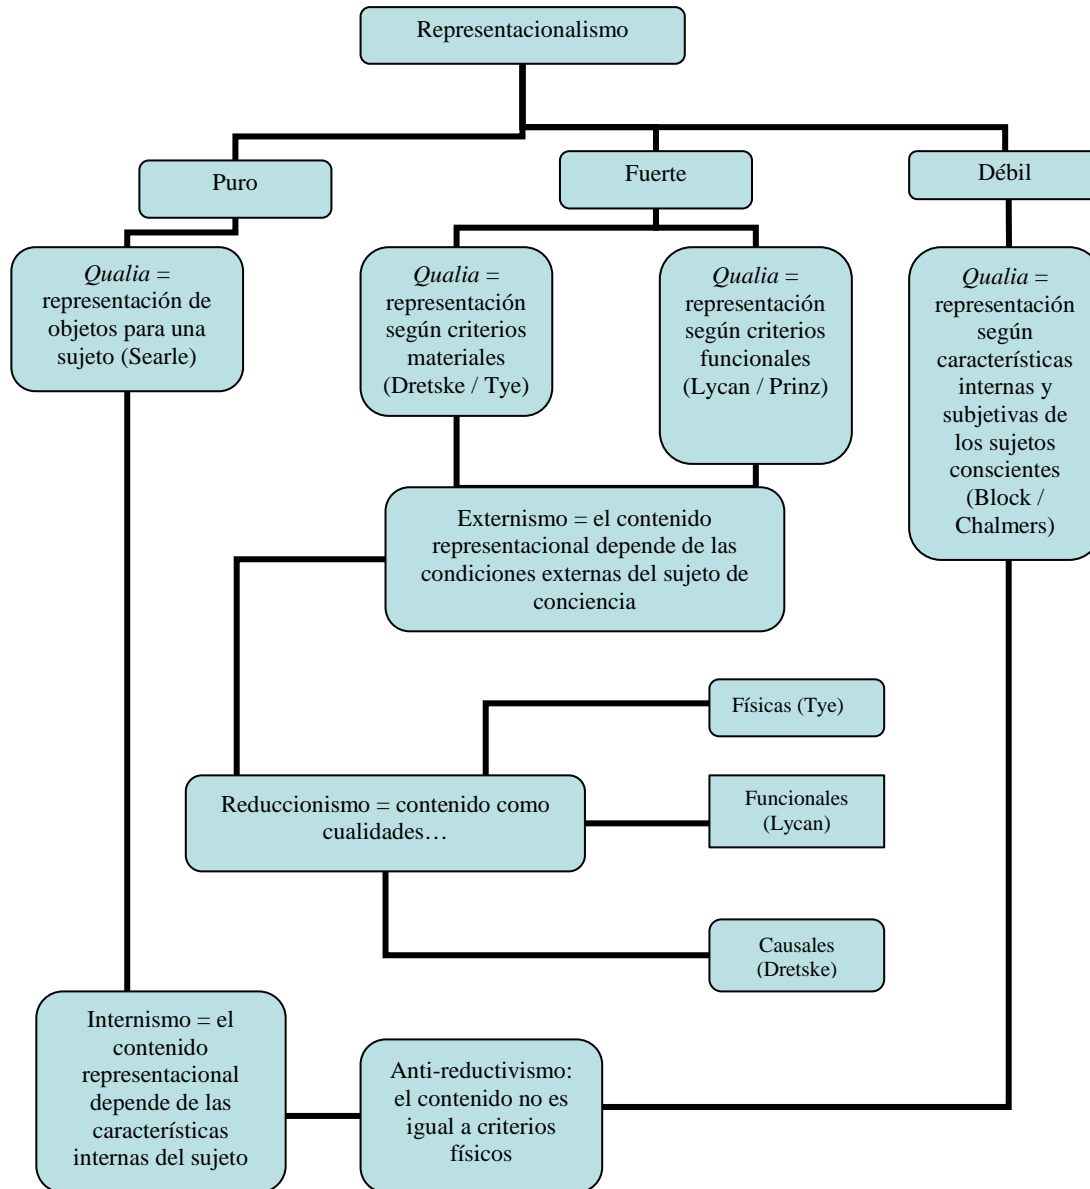 Representacionalismo
Puro
Fuerte
Débil
Qualia =
representación de
objetos para una
sujeto (Searle)
Qualia =
representación
según criterios
materiales
(Dretske / Tye)
Qualia =
representación
según criterios
funcionales
(Lycan / Prinz)
Qualia =
representación
según
características
internas y
subjetivas de
los sujetos
conscientes
(Block /
Chalmers)
Externismo = el contenido
representacional depende de las
condiciones externas del sujeto de
conciencia
Físicas (Tye)
Reduccionismo = contenido como
cualidades…
Funcionales
(Lycan)
Causales
(Dretske)
Internismo = el
contenido
representacional
depende de las
características
internas del sujeto
Anti-reductivismo:
el contenido no es
igual a criterios
físicos